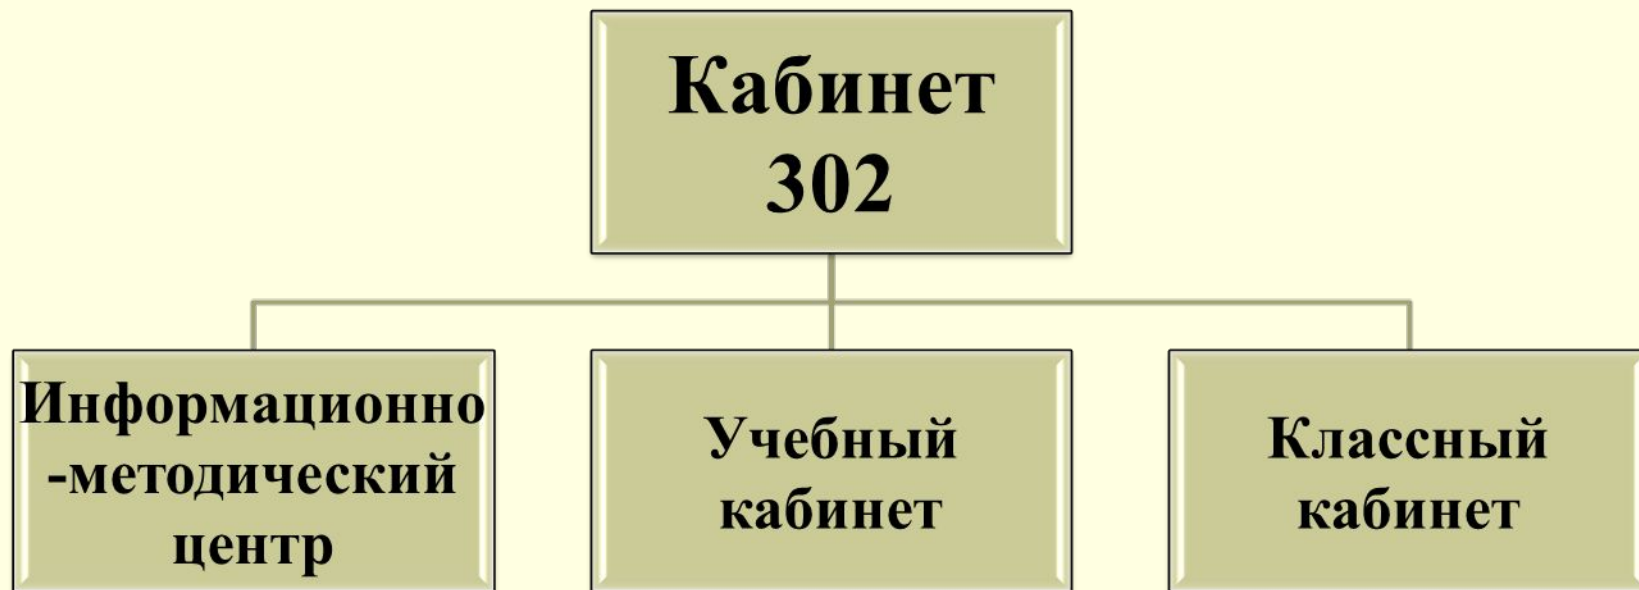 Кабинет
302
Информационно
-методический
центр
Учебный
кабинет
Классный
кабинет